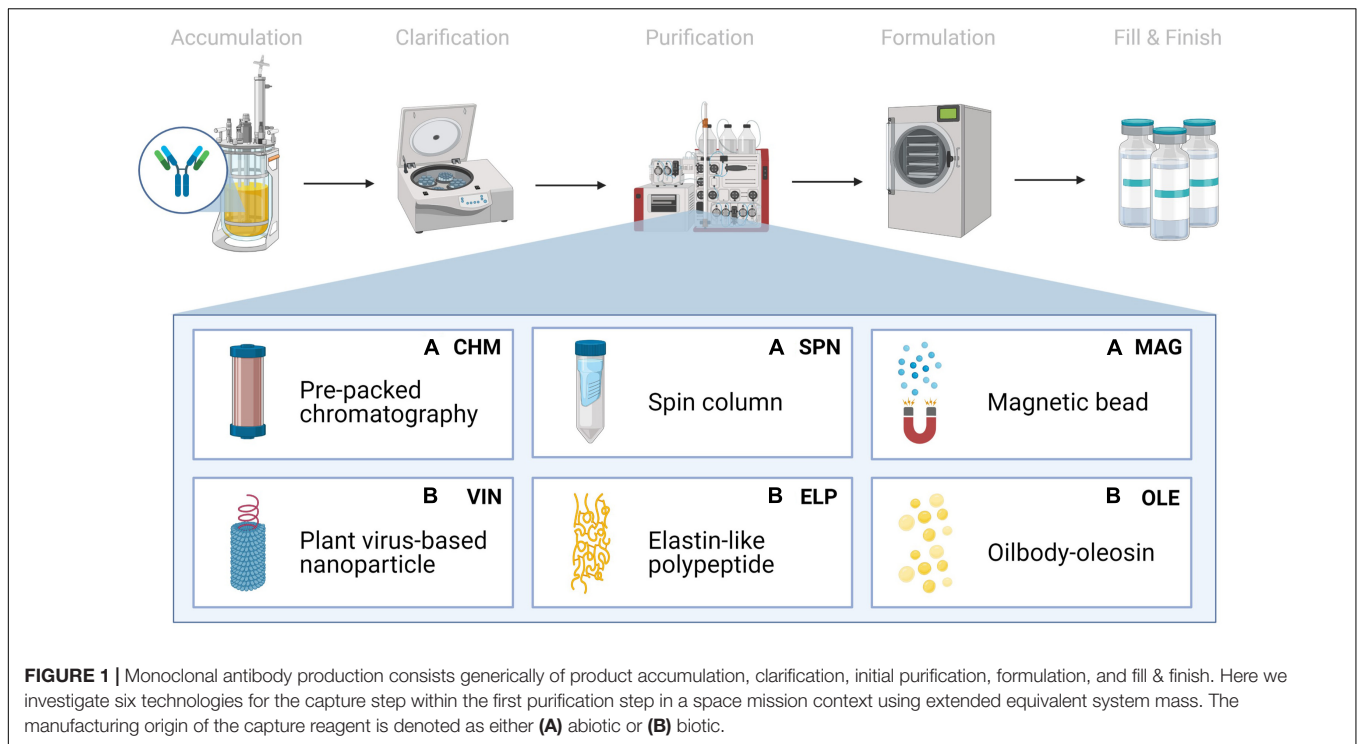 Accumulation Clarification Purification Formulation Fill & Finish
A CHM
Pre-packed
chromatography
A SPN
Spin column
A MAG
Magnetic bead
B VIN
Plant virus-based
nanoparticle
B ELP
Elastin-like
polypeptide
B OLE
Oilbody-oleosin
FIGURE 1 | Monoclonal antibody production consists generically of product accumulation, clarification, initial purification, formulation, and fill & finish. Here we
investigate six technologies for the capture step within the first purification step in a space mission context using extended equivalent system mass. The
manufacturing origin of the capture reagent is denoted as either (A) abiotic or (B) biotic.